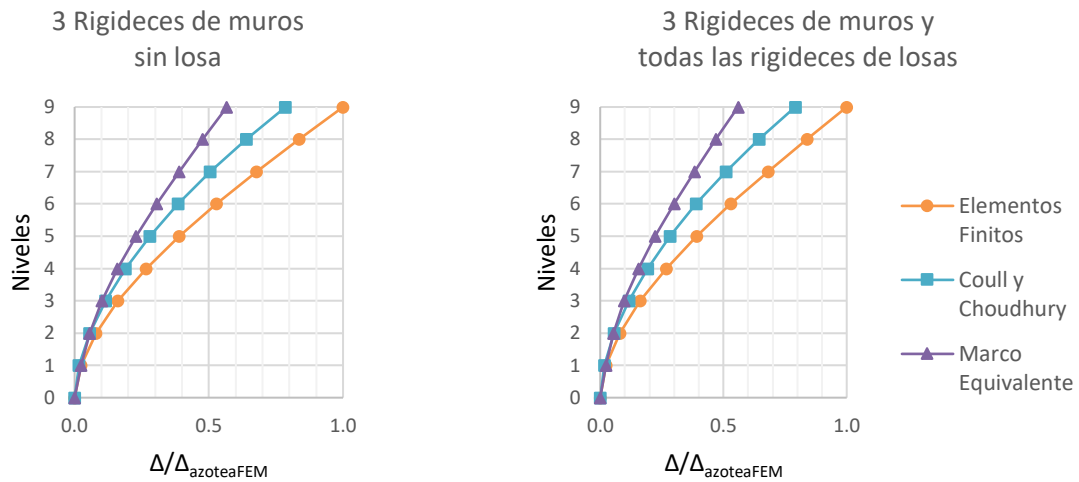 3 Rigideces de muros
sin losa
9
8
7
6
5
4
3
2
1
0
Niveles
0.0
0.5
1.0
Δ/Δazotea​FEM
3 Rigideces de muros y
todas las rigideces de losas
9
8
7
6
5
4
3
2
1
0
Niveles
0.0
0.5
1.0
Δ/ΔazoteaFEM
Elementos
Finitos
Coull y
Choudhury
Marco
Equivalente